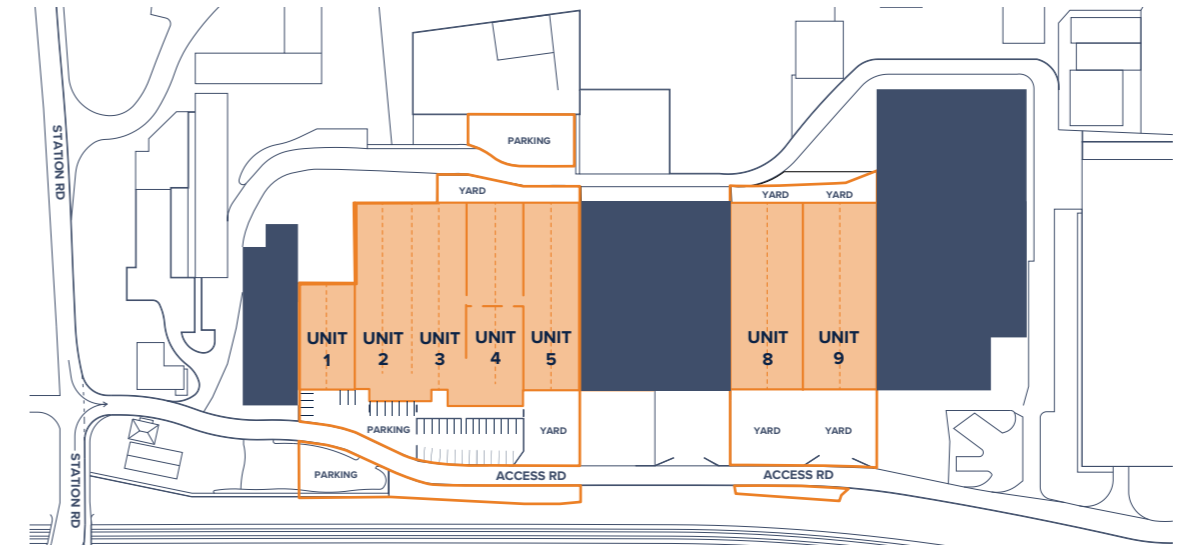 STATION RD
PARKING
YARD
YARD
YARD
UNIT
1
UNIT
2
UNIT
3
UNIT
4
UNIT
5
UNIT
8
UNIT
9
PARKING
YARD
YARD
YARD
STATION RD
PARKING
ACCESS RD
ACCESS RD